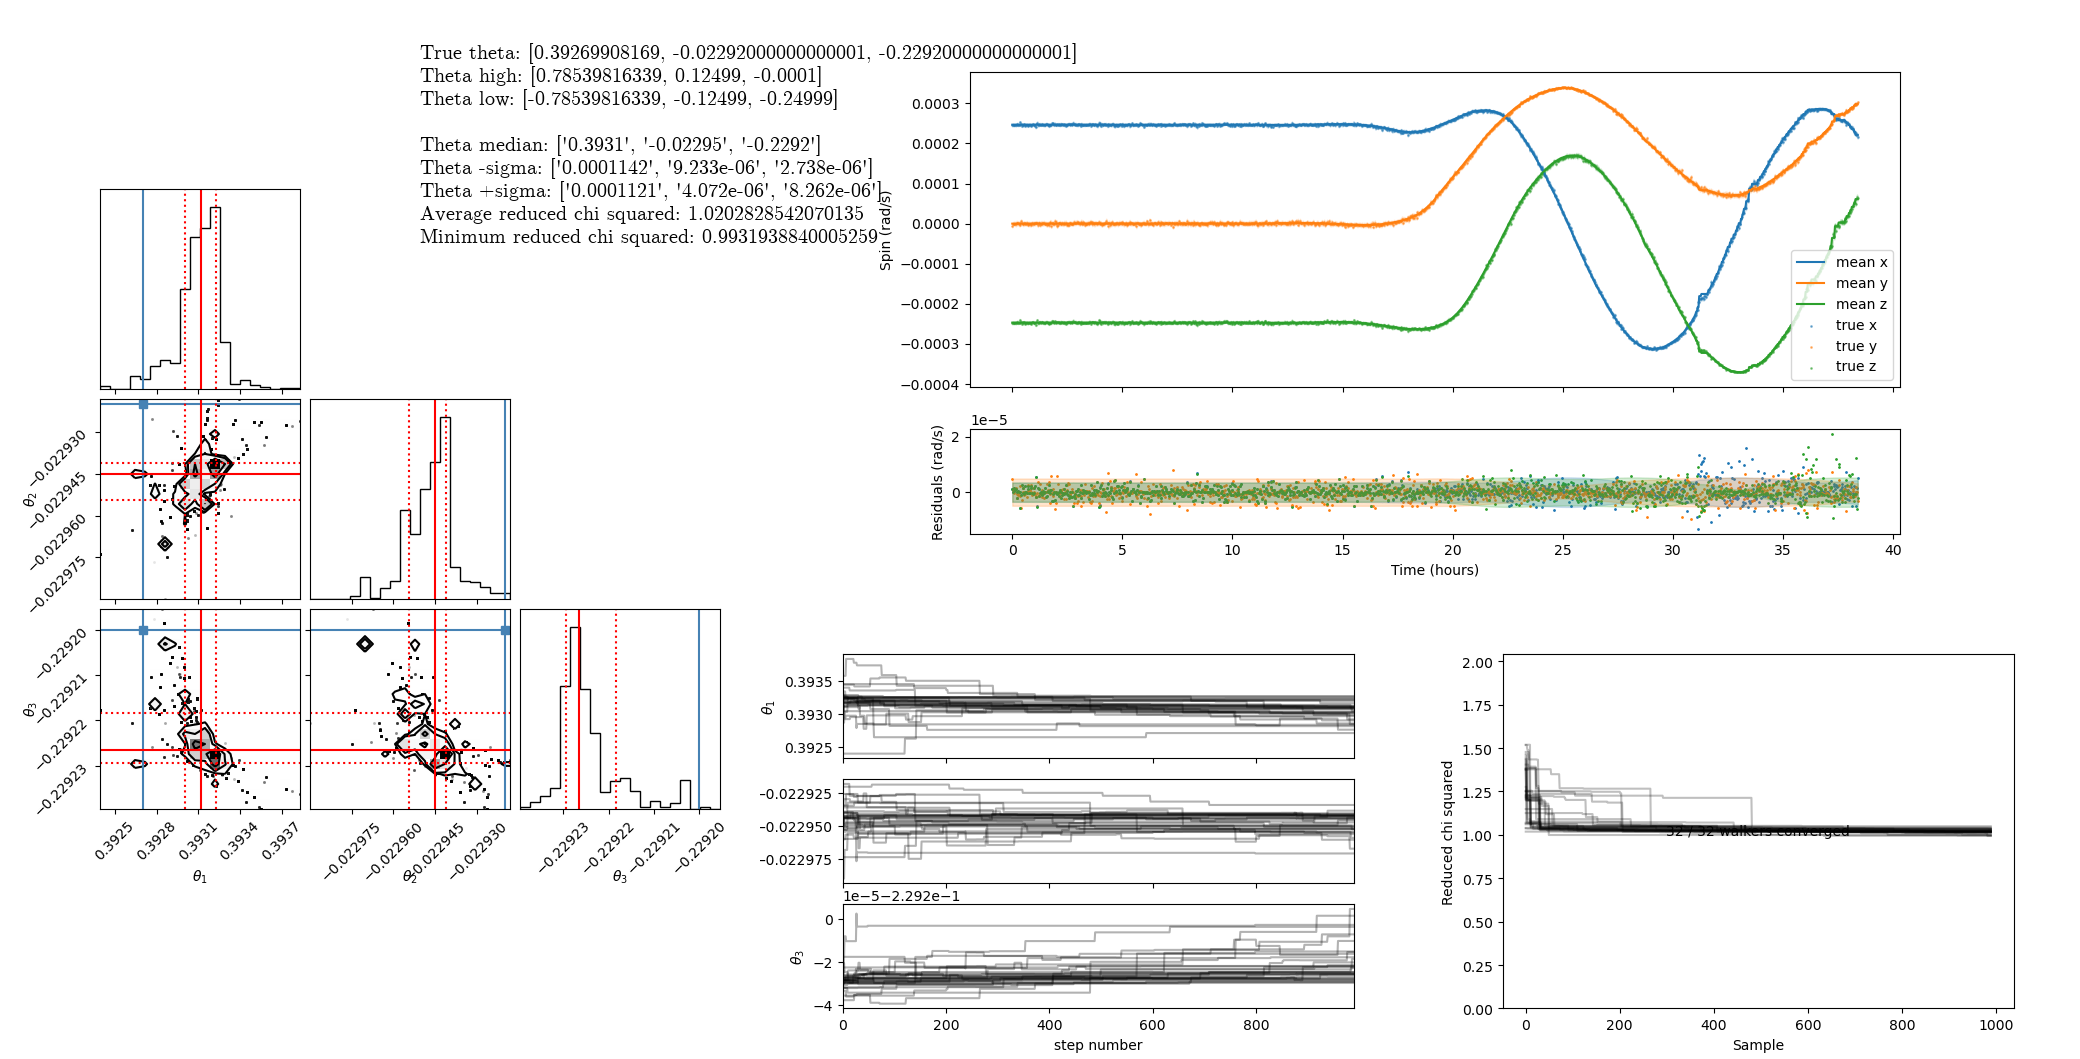 True theta: [0.39269908169, -0.02292000000000001, -0.22920000000000001]
Theta high: [0.78539816339, 0.12499, -0.0001]
Theta low: [-0.78539816339, -0.12499, -0.24999]
Theta median: ['0.3931', '-0.02295', '-0.2292']
Theta -sigma: ['0.0001142', '9.233e-06', '2.738e-06']
Theta +sigma: ['0.0001121', '4.072e-06', '8.262e-06']
Average reduced chi squared: 1.0202828542070135
Minimum reduced chi squared: 0.9931938840005259
Spin (rad/s)
0.0003
0.0002
0.0001
0.0000
−0.0001
−0.0002
−0.0003
−0.0004
mean x
mean y
mean z
true x
true y
true z
1e−5
Residuals (rad/s)
2
0
0 5 10 15 20 25 30 35 40
Time (hours)
θ2
−0.022930
−0.022945
−0.022960
−0.022975
θ3
−0.22920
−0.22921
−0.22922
−0.22923
0.3925 0.3928 0.3931 0.3934 0.3937
θ1
−0.022975 −0.022960 −0.022945 −0.022930
θ2
−0.22923 −0.22922 −0.22921 −0.22920
θ3
θ1
0.3935
0.3930
0.3925
−0.022925
−0.022950
−0.022975
1e−5−2.292e−1
θ3
0
−2
−4
0 200 400 600 800
step number
Reduced chi squared
2.00
1.75
1.50
1.25
1.00
0.75
0.50
0.25
0.00
32 / 32 walkers converged
0 200 400 600 800 1000
Sample